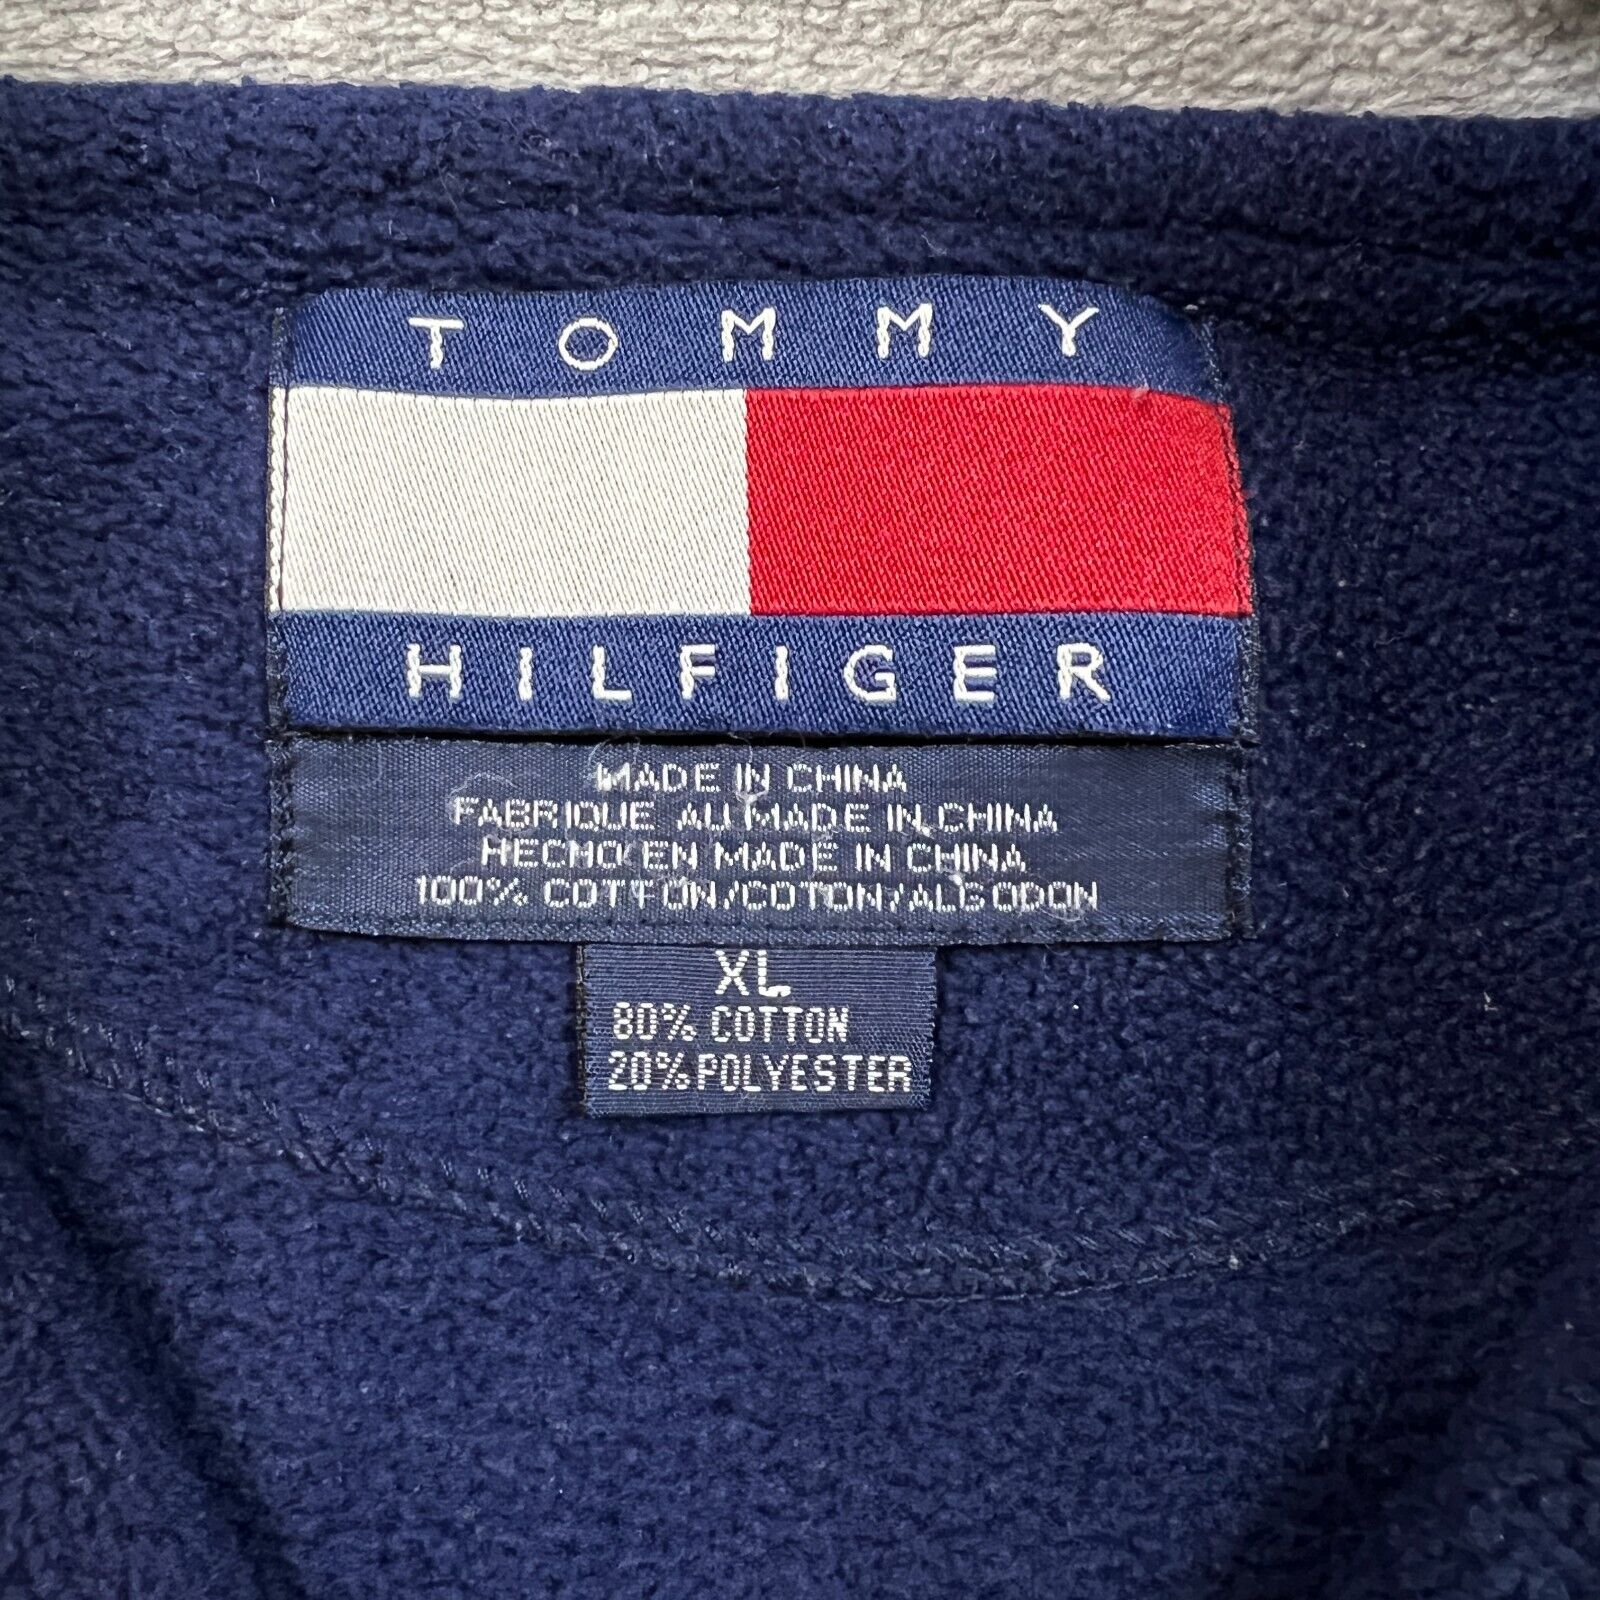 TOMMY
HILFIGER
MADE IN CHINA
FABRIQUE AU MADE IN CHINA
HECHO EN MADE IN CHINA
100% COTTON/COTON/ALGODON
XL
80% COTTON
20% POLYESTER